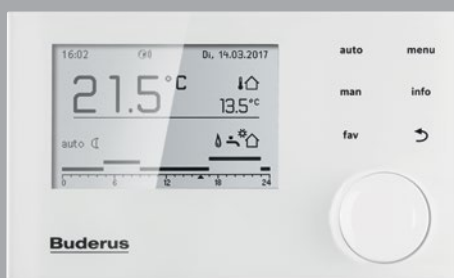 16:02 Di, 14.03.2017
21.5°C
13.5°C
auto
0 6 12 18 24
auto menu
man info
fav
Buderus